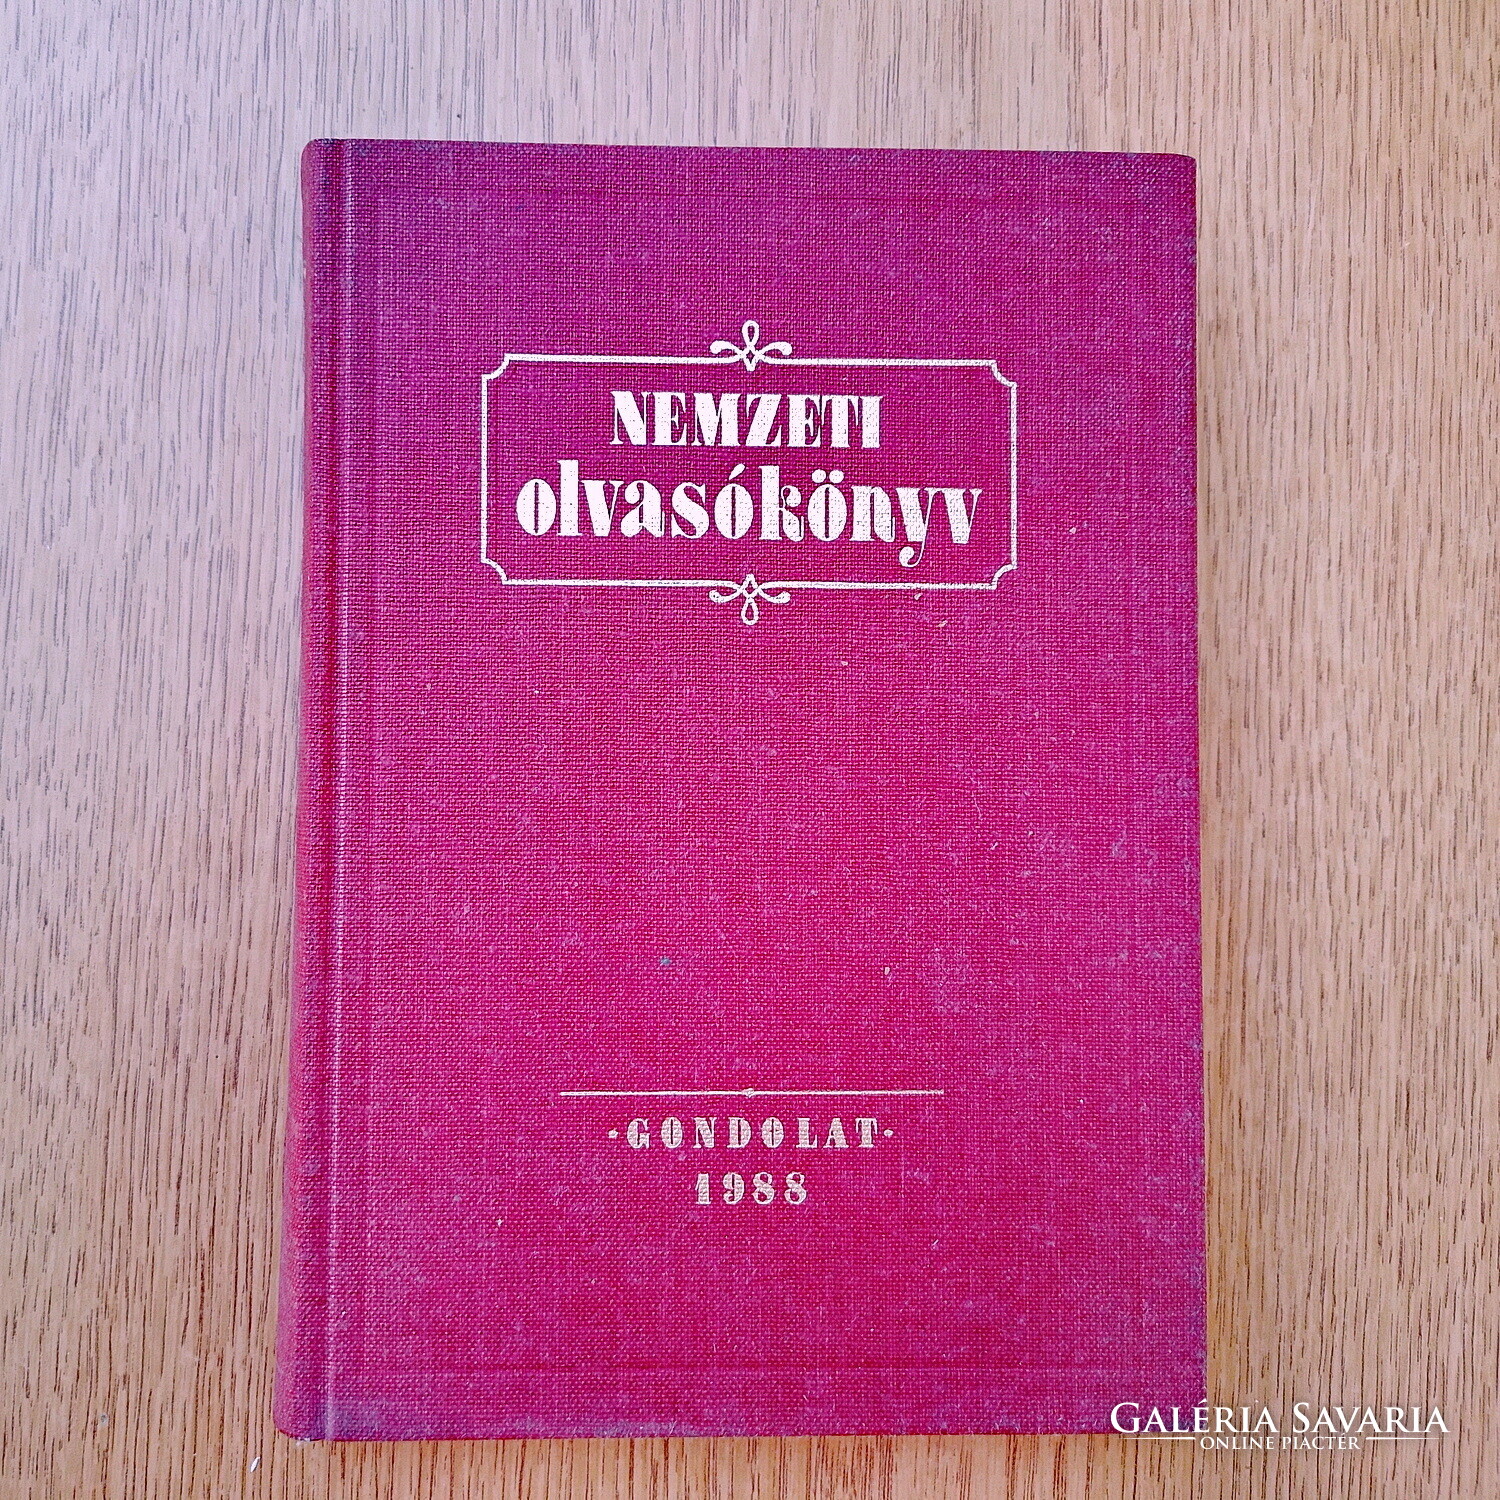 NEMZETI
olvasókönyv
·GONDOLAT·
1988
GALÉRIA SAVARIA
ONLINE PIACTÉR